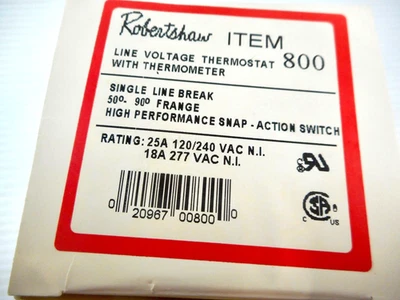 Robertshaw ITEM
LINE VOLTAGE THERMOSTAT 800
WITH THERMOMETER
SINGLE LINE BREAK
50°- 90° FRANGE
HIGH PERFORMANCE SNAP - ACTION SWITCH
RATING: 25A 120/240 VAC N.I.
18A 277 VAC N.I.
0 20967 00800 0